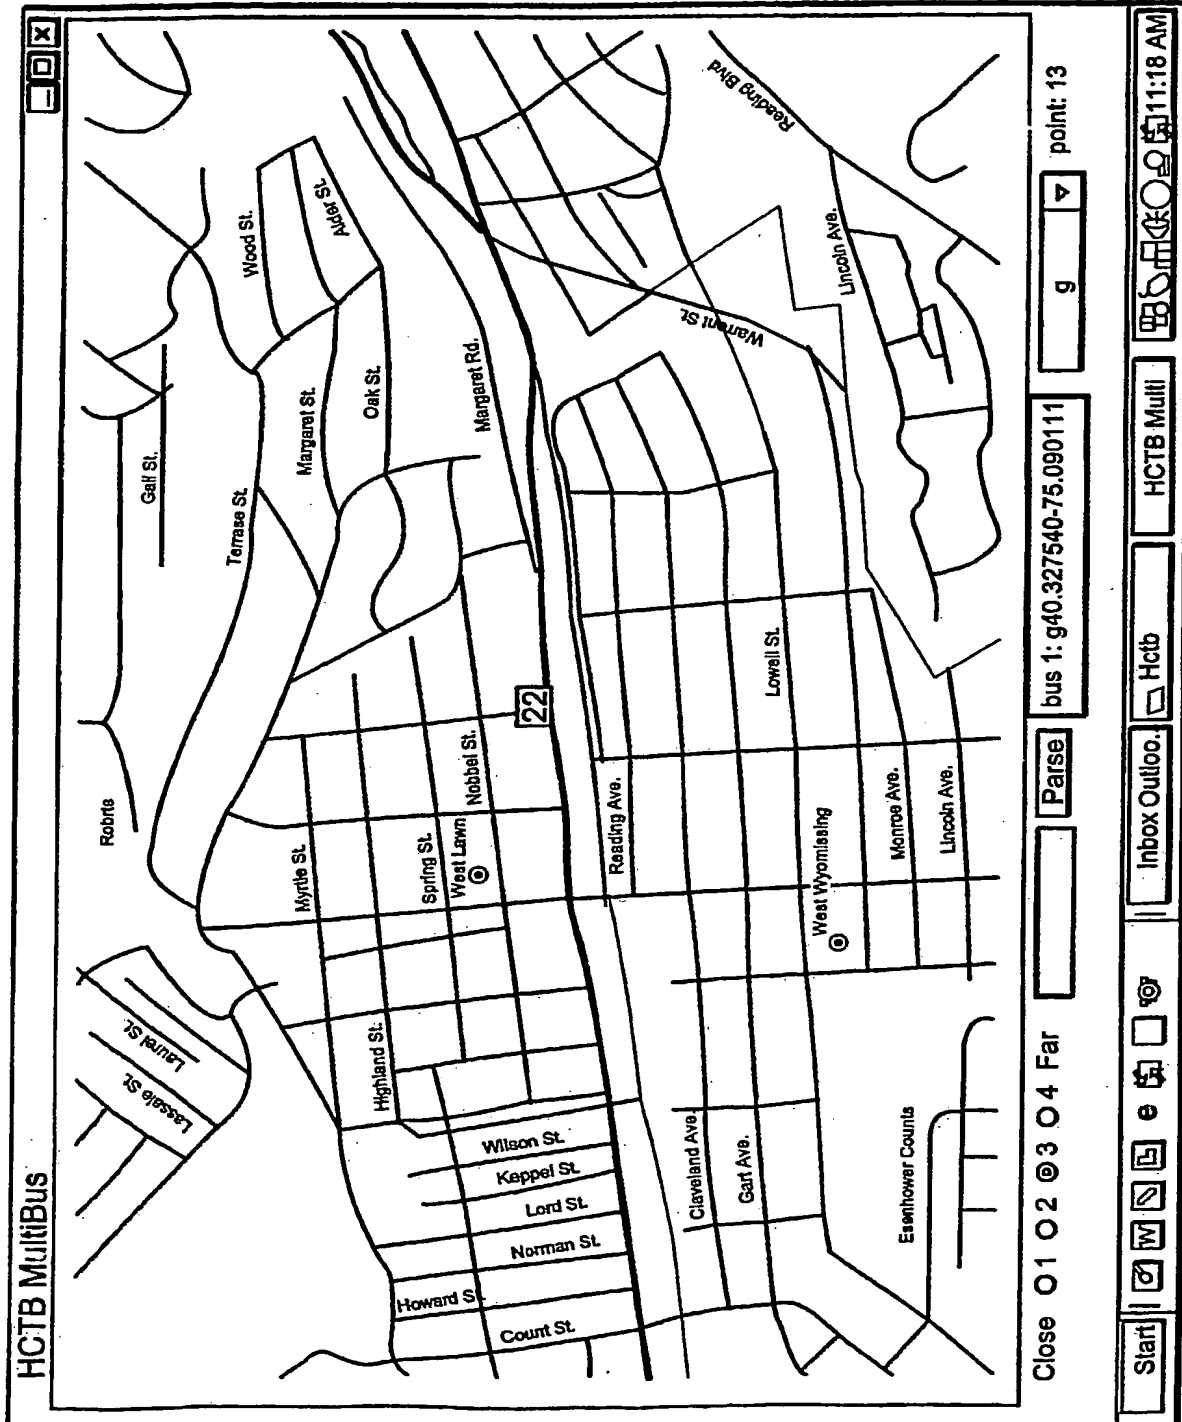 HCTB MultiBus
Robrts
Galf St.
Terrase St.
Wood St.
Alder St.
Margaret St.
Oak St.
Margaret Rd.
Laurel St.
Lassale St.
Myrtle St.
Highland St.
Spring St.
West Lawn
Nobbel St.
22
Wilson St.
Keppel St.
Lord St.
Norman St.
Howard St.
Count St.
Reading Ave.
Reading Blvd
Warrent St.
Lincoln Ave.
Lowell St.
Claveland Ave.
Gart Ave.
West Wyomissing
Monroe Ave.
Lincoln Ave.
Esenhower Counts
Close 1 2 3 4 Far
Parse
bus 1: g40.327540-75.090111
g
point: 13
Start
W
e
Inbox Outloo..
Hctb
HCTB Multi
11:18 AM